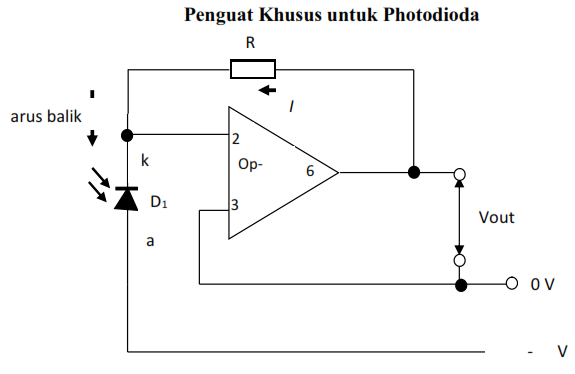 Penguat Khusus untuk Photodioda
R
I
arus balik
2
k
Op-
6
D1
3
a
Vout
0 V
- V